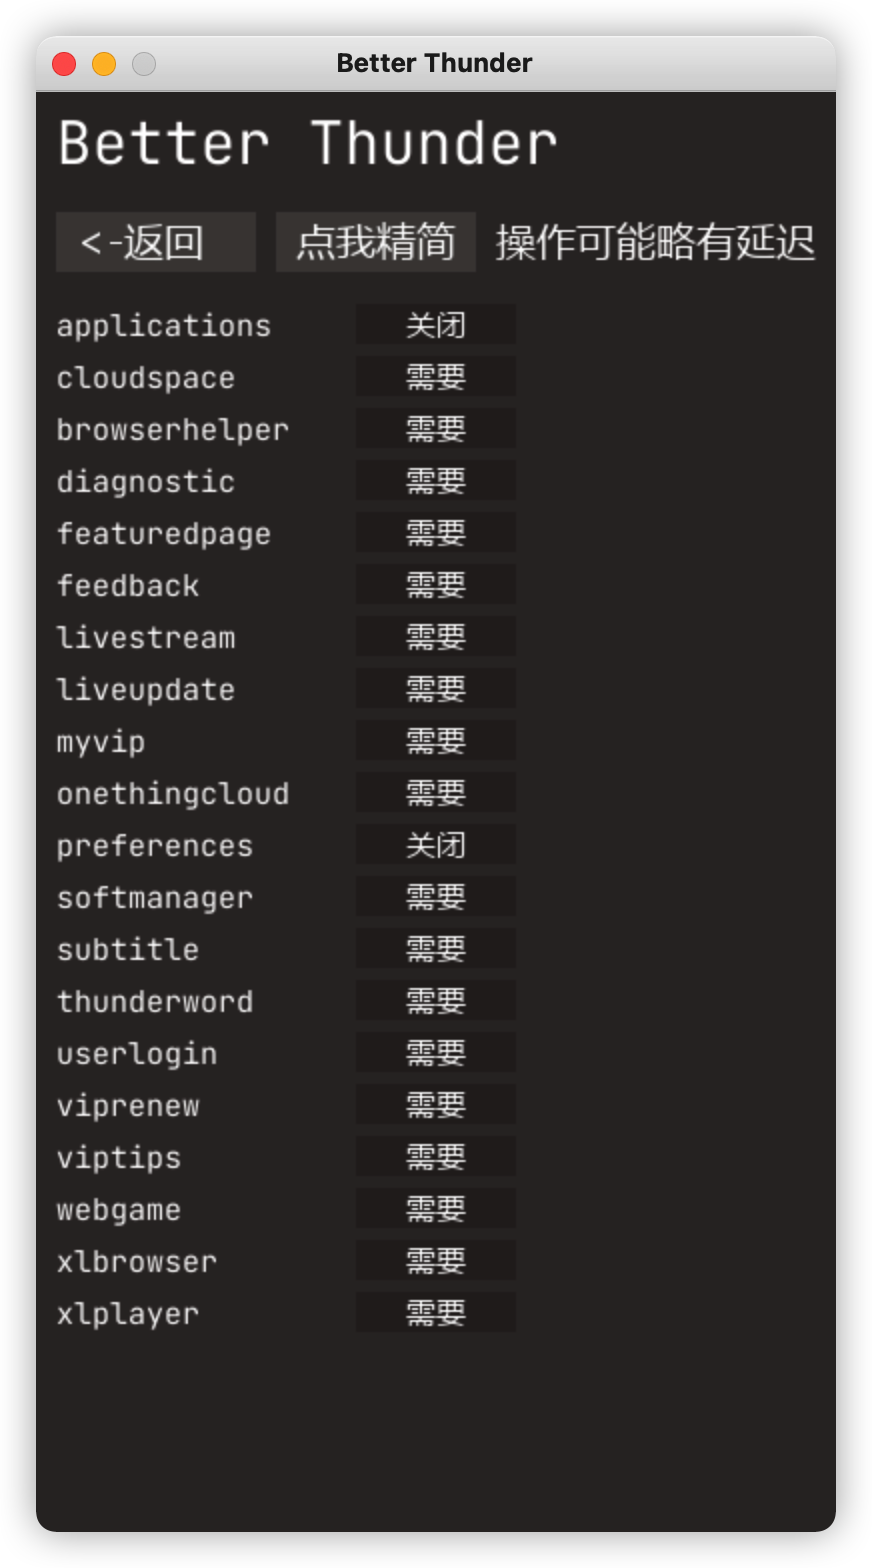 Better Thunder
Better Thunder
<-返回 点我精简 操作可能略有延迟
applications 关闭
cloudspace 需要
browserhelper 需要
diagnostic 需要
featuredpage 需要
feedback 需要
livestream 需要
liveupdate 需要
myvip 需要
onethingcloud 需要
preferences 关闭
softmanager 需要
subtitle 需要
thunderword 需要
userlogin 需要
viprenew 需要
viptips 需要
webgame 需要
xlbrowser 需要
xlplayer 需要